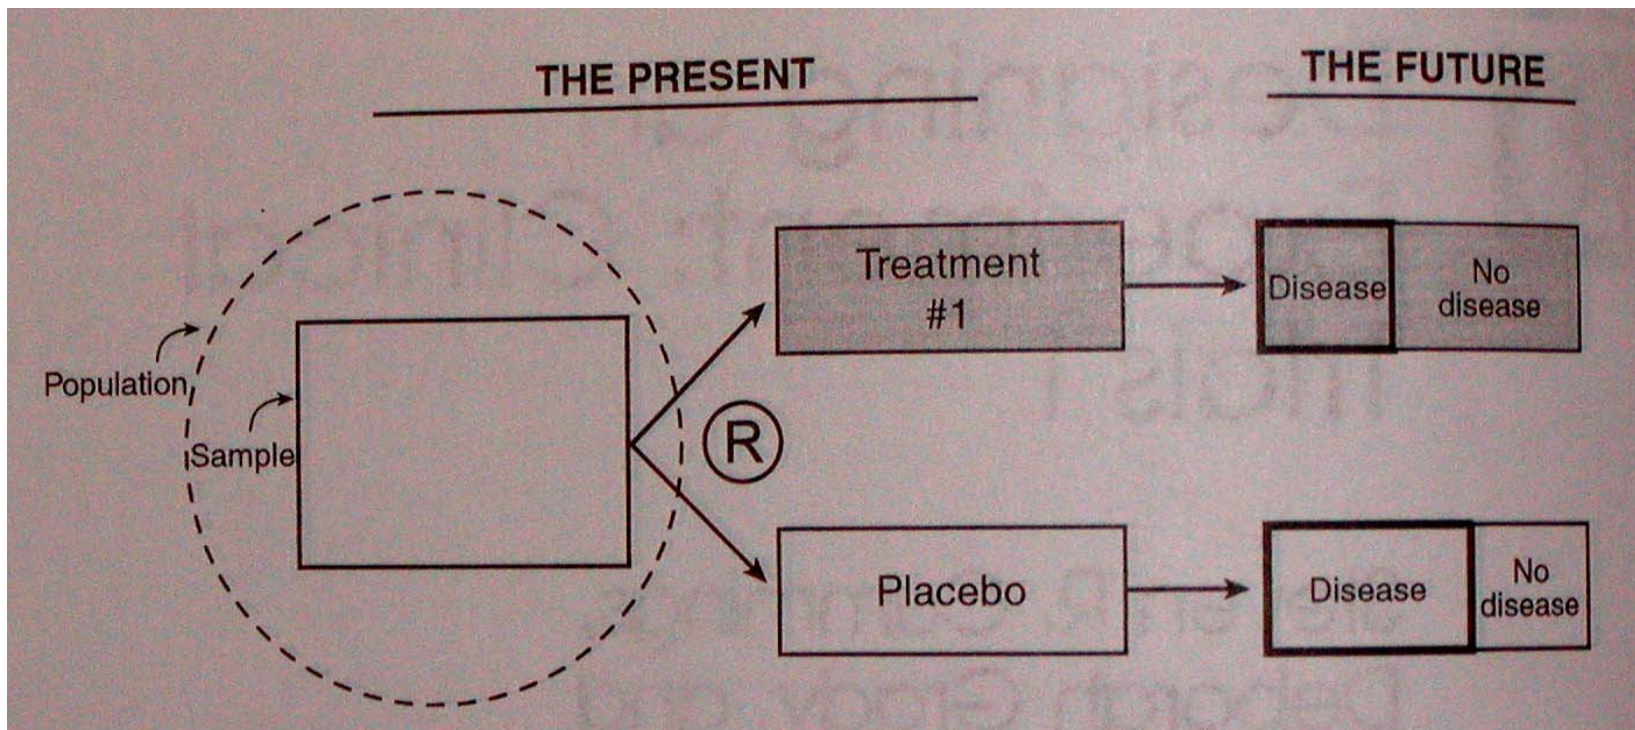 THE PRESENT
THE FUTURE
Population
Sample
R
Treatment
#1
Disease
No
disease
Placebo
Disease
No
disease